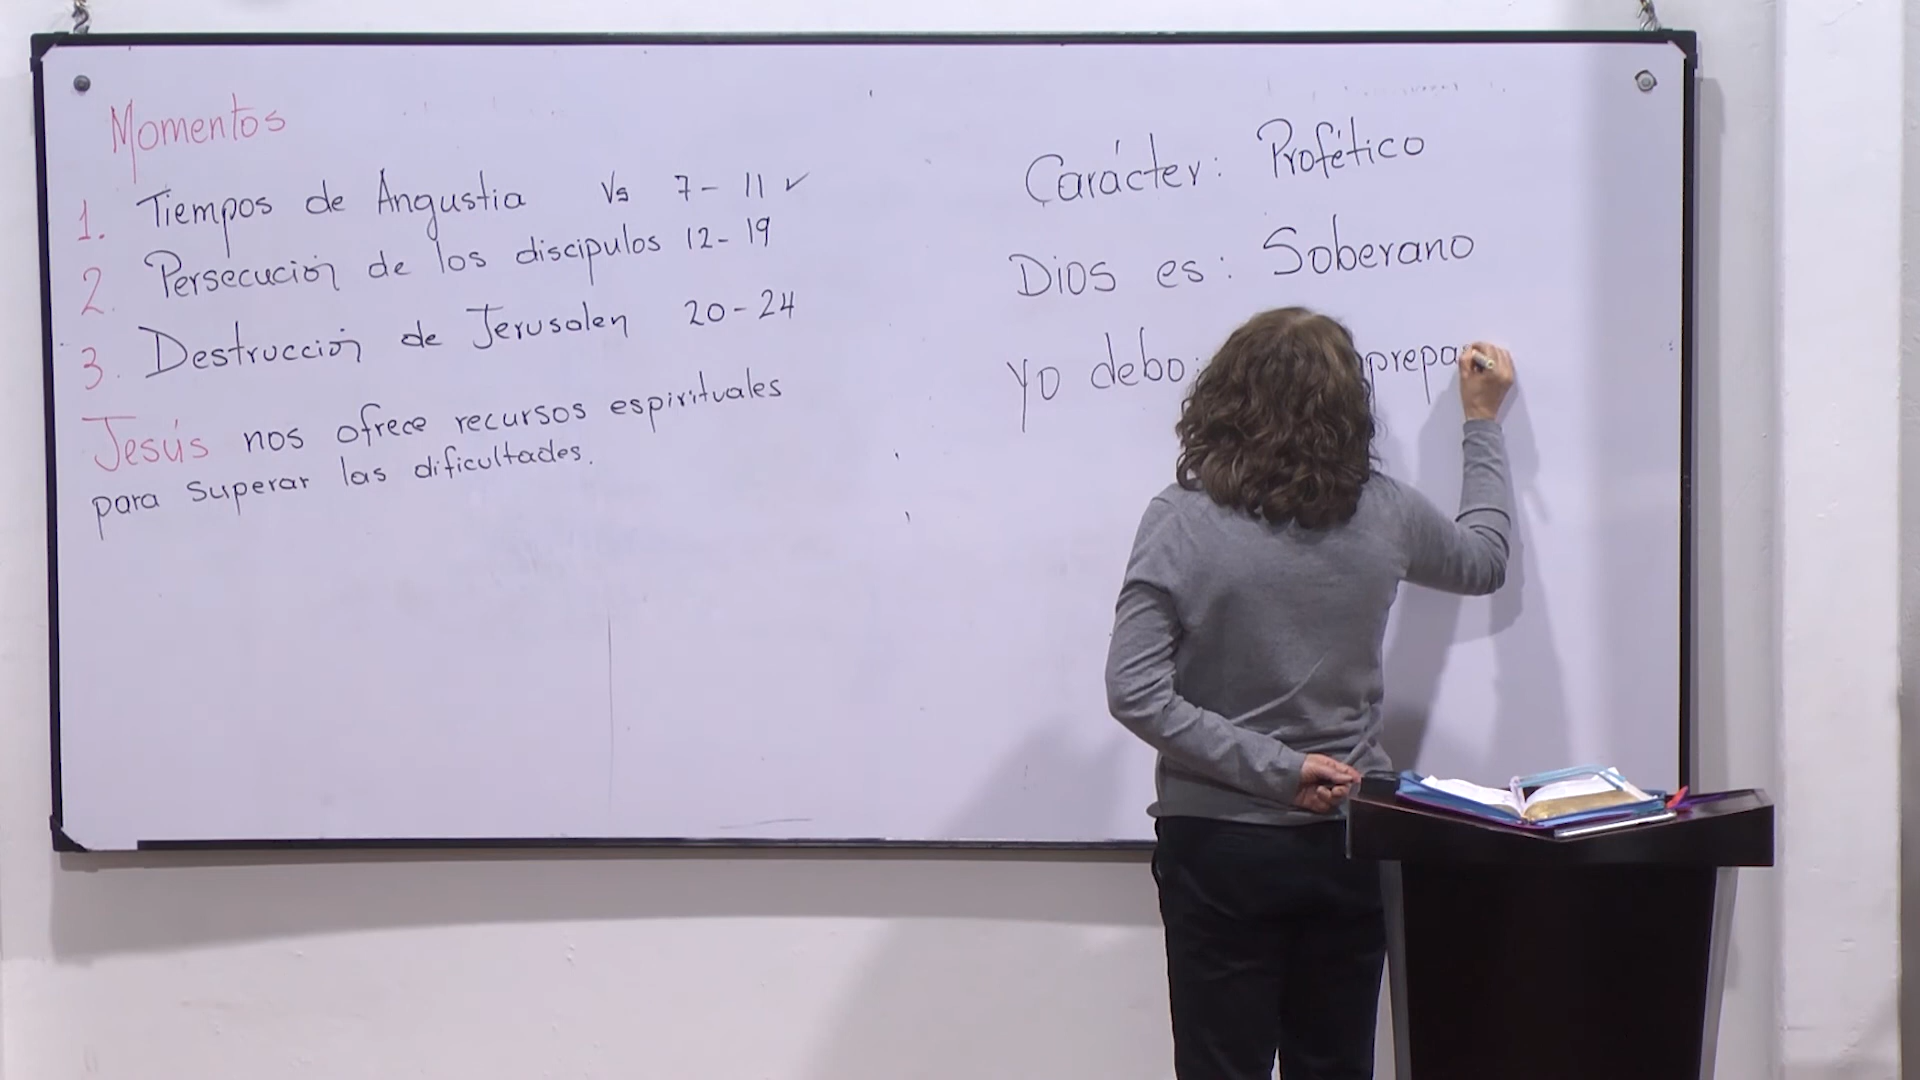 Momentos
1. Tiempos de Angustia Vs 7 - 11 ✓
2. Persecución de los discipulos 12 - 19
3. Destrucción de Jerusalen 20 - 24
Jesús nos ofrece recursos espirituales
para superar las dificultades.
Carácter: Profético
Dios es: Soberano
Yo debo: prepa